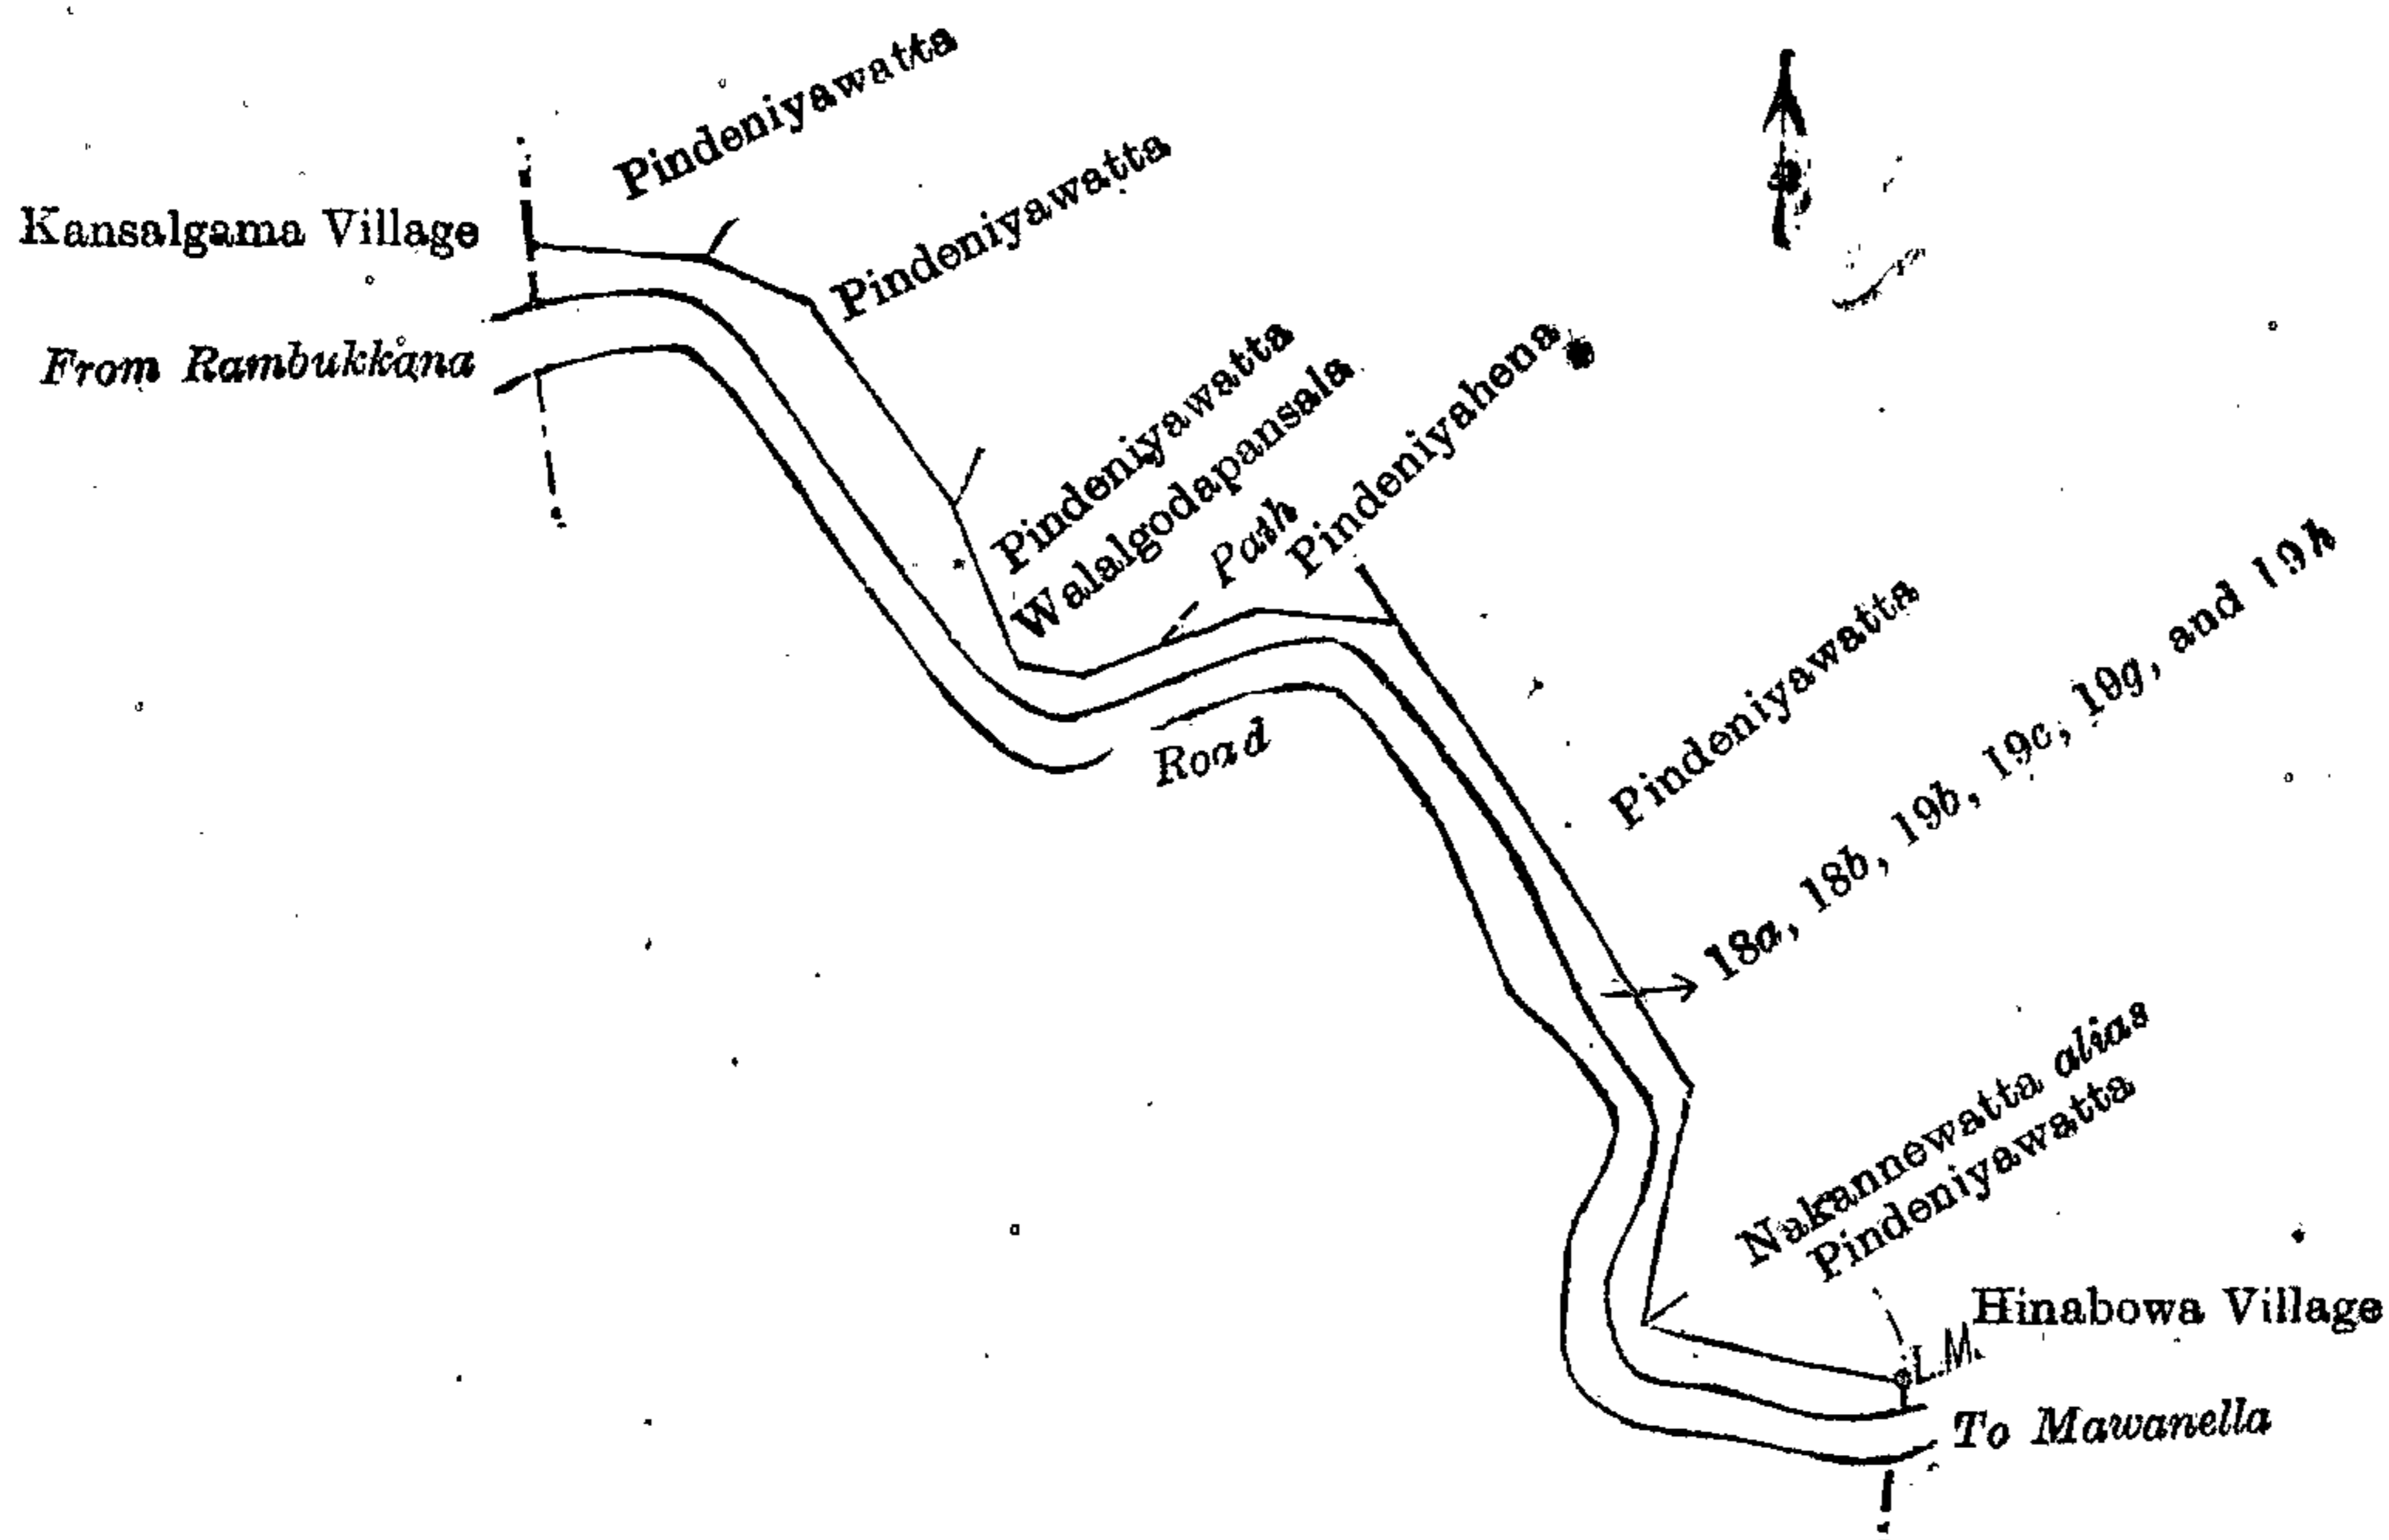 Pindeniyawatta
Pindeniyawatta
Kansalgama Village
From Rambukkana
Pindeniyawatta
Walalgodapansala
Path
Pindeniyahena
Road
Pindeniyawatta
18a, 18b, 19b, 19c, 19g, and 19h
Nakannewatta alias
Pindeniyawatta
Hinabowa Village
L.M.
To Mawanella